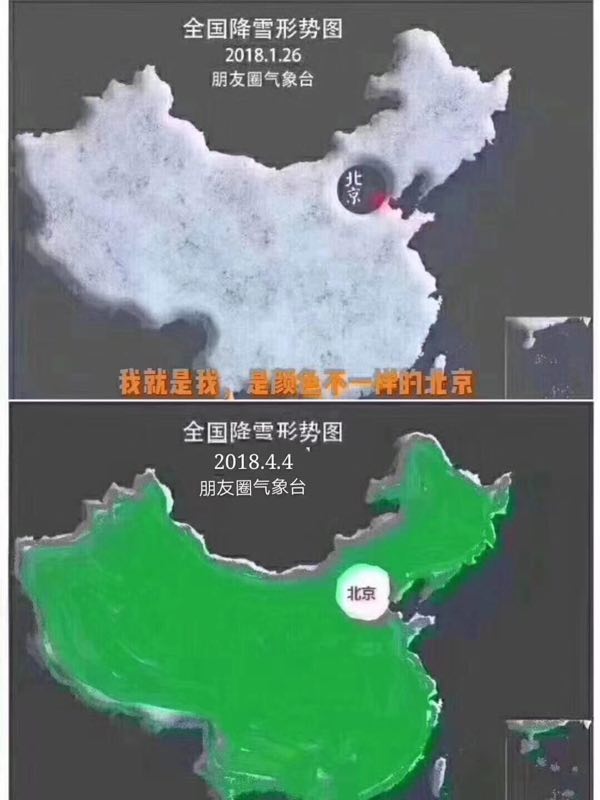 全国降雪形势图
2018.1.26
朋友圈气象台
北京
我就是我，是颜色不一样的北京
全国降雪形势图
2018.4.4
朋友圈气象台
北京